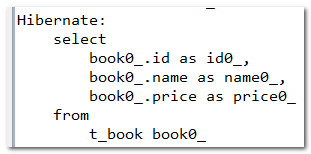 Hibernate:
    select
        book0_.id as id0_,
        book0_.name as name0_,
        book0_.price as price0_
    from
        t_book book0_